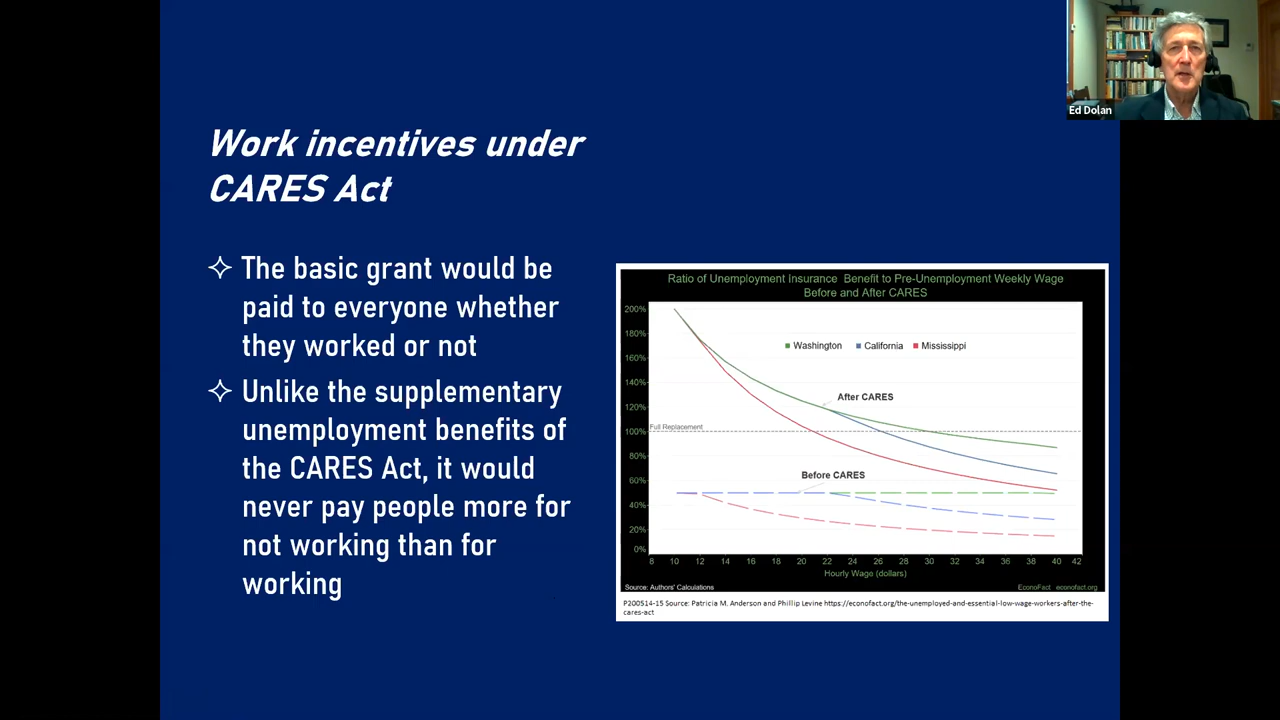 Ed Dolan
Work incentives under
CARES Act
The basic grant would be
paid to everyone whether
they worked or not
Unlike the supplementary
unemployment benefits of
the CARES Act, it would
never pay people more for
not working than for
working
Ratio of Unemployment Insurance Benefit to Pre-Unemployment Weekly Wage
Before and After CARES
200%
180%
160%
140%
120%
100%
80%
60%
40%
20%
0%
Washington California Mississippi
After CARES
Full Replacement
Before CARES
8 10 12 14 16 18 20 22 24 26 28 30 32 34 36 38 40 42
Hourly Wage (dollars)
Source: Authors' Calculations
EconoFact econofact.org
P200514-15 Source: Patricia M. Anderson and Phillip Levine https://econofact.org/the-unemployed-and-essential-low-wage-workers-after-the-
cares-act